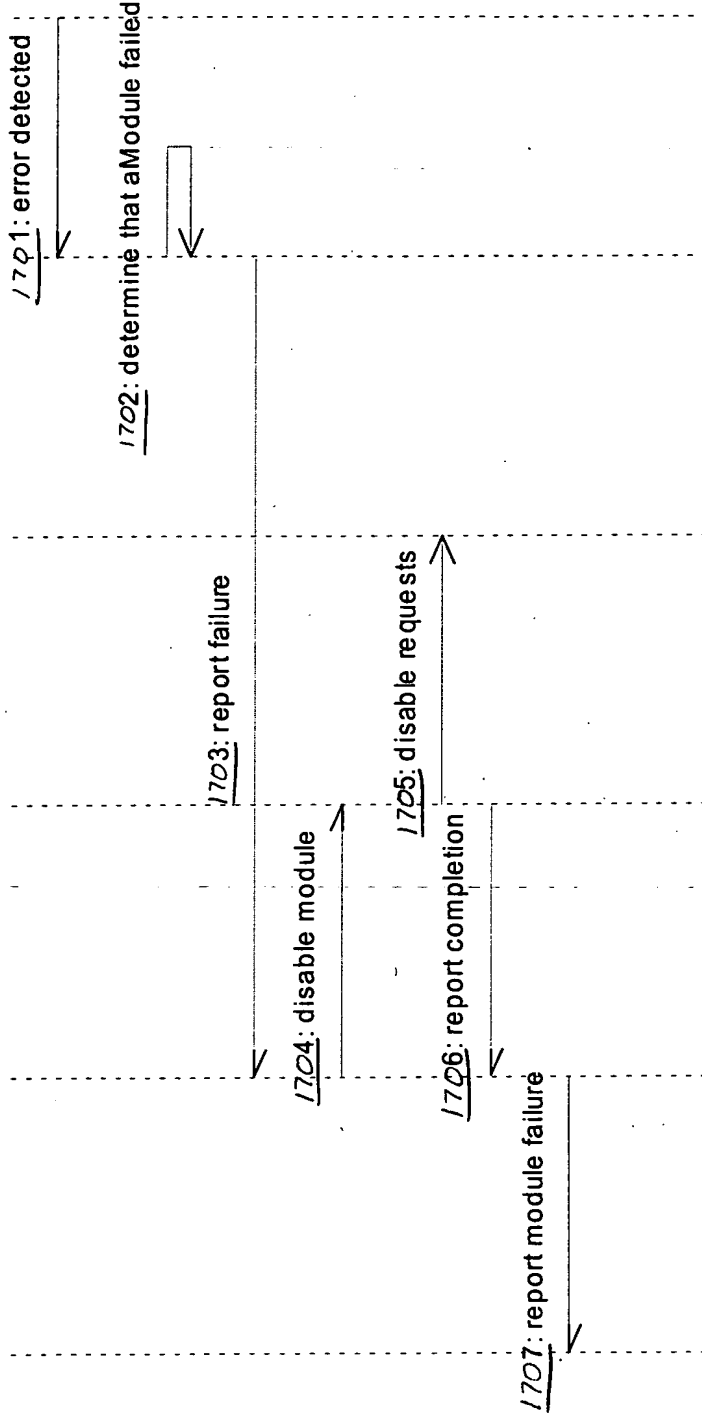 1701: error detected
1702: determine that aModule failed
1703: report failure
1704: disable module
1705: disable requests
1706: report completion
1707: report module failure